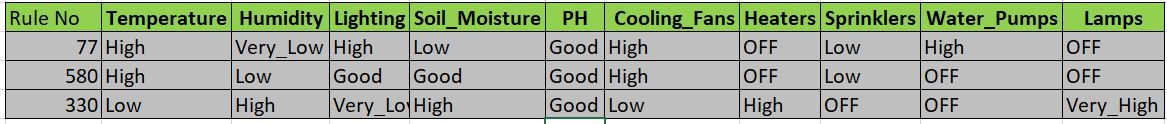 Rule No Temperature Humidity Lighting Soil_Moisture PH Cooling_Fans Heaters Sprinklers Water_Pumps Lamps
77 High Very_Low High Low Good High OFF Low High OFF
580 High Low Good Good Good High OFF Low OFF OFF
330 Low High Very_Lov High Good Low High OFF OFF Very_High